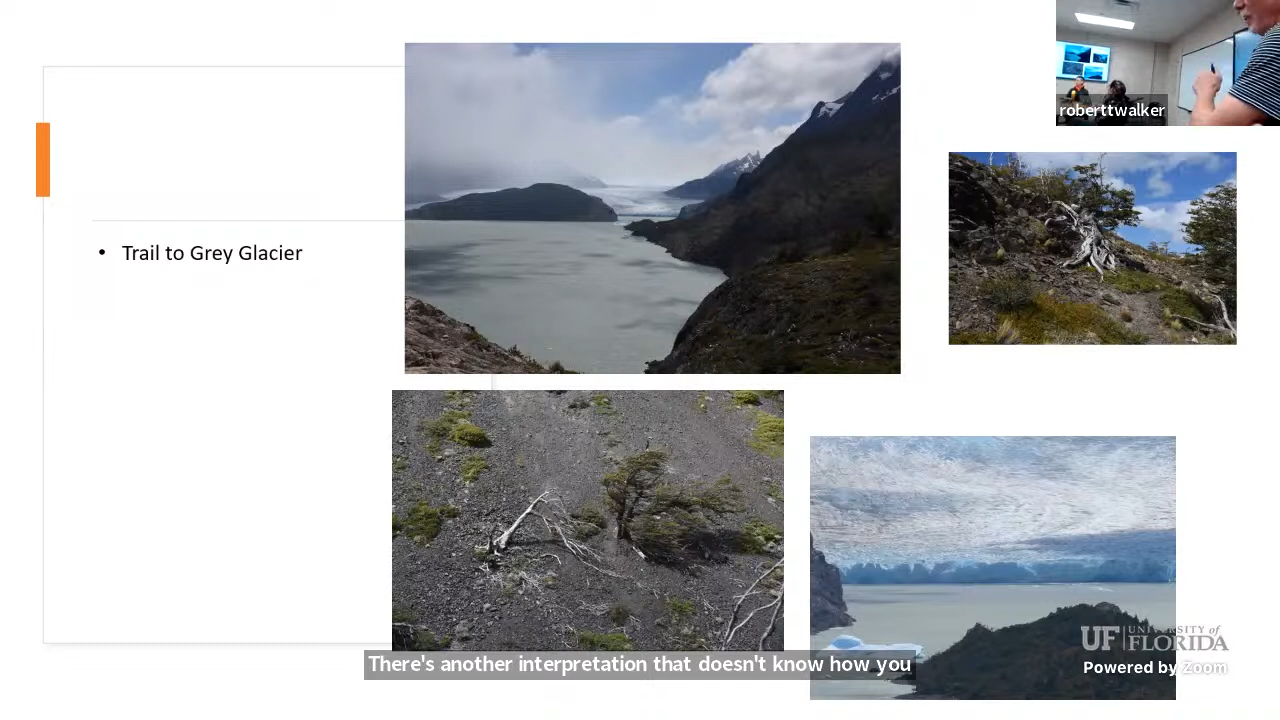 roberttwalker
• Trail to Grey Glacier
UF UNIVERSITY of
FLORIDA
There's another interpretation that doesn't know how you
Powered by Zoom